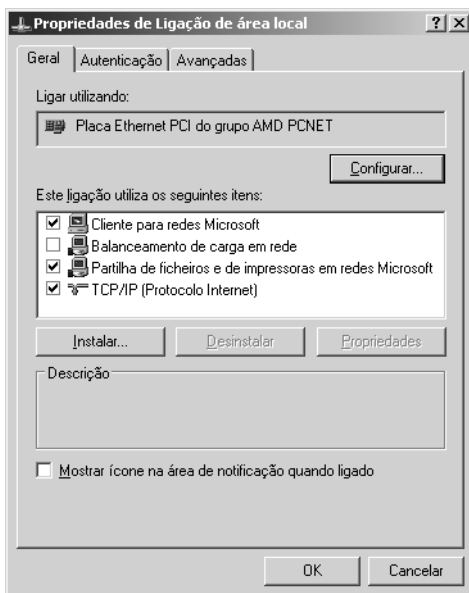 Propriedades de Ligação de área local
Geral
Autenticação
Avançadas
Ligar utilizando:
Placa Ethernet PCI do grupo AMD PCNET
Configurar...
Este ligação utiliza os seguintes itens:
Cliente para redes Microsoft
Balanceamento de carga em rede
Partilha de ficheiros e de impressoras em redes Microsoft
TCP/IP (Protocolo Internet)
Instalar...
Desinstalar
Propriedades
Descrição
Mostrar ícone na área de notificação quando ligado
OK
Cancelar